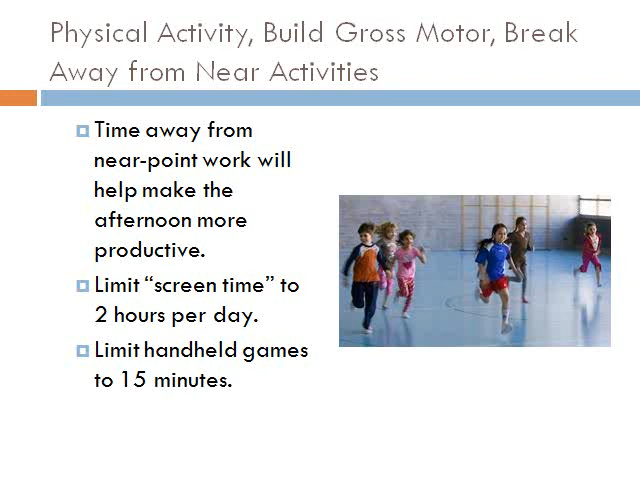 Physical Activity, Build Gross Motor, Break
Away from Near Activities
Time away from
near-point work will
help make the
afternoon more
productive.
Limit “screen time” to
2 hours per day.
Limit handheld games
to 15 minutes.